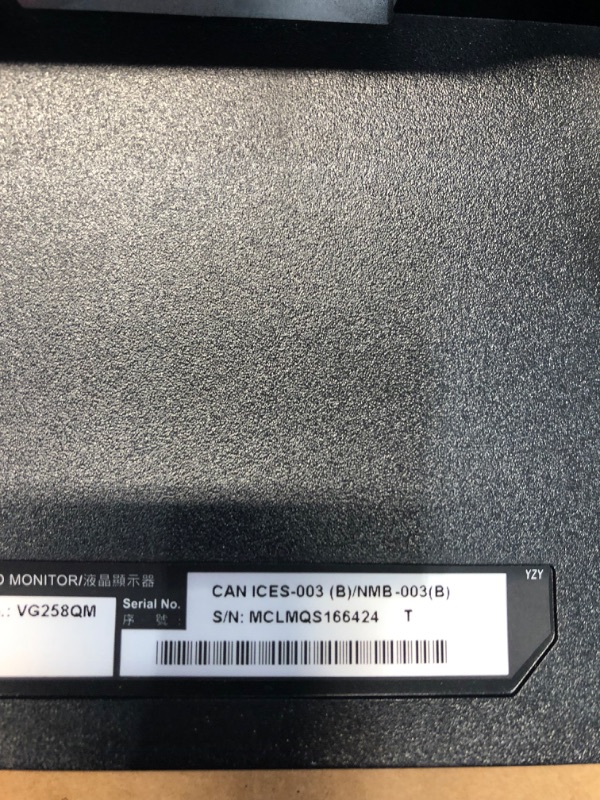 D MONITOR/液晶顯示器
.: VG258QM
Serial No.
序 號 :
CAN ICES-003 (B)/NMB-003(B)
S/N: MCLMQS166424 T
YZY